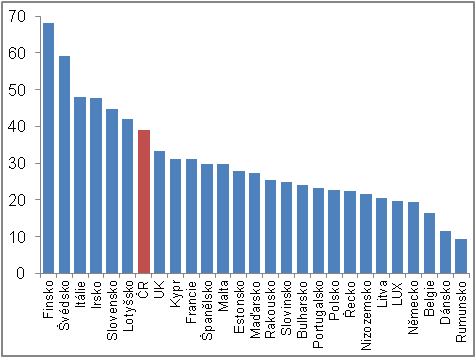 70
60
50
40
30
20
10
0
Finsko
Švédsko
Itálie
Irsko
Slovensko
Lotyšsko
ČR
UK
Kypr
Francie
Španělsko
Malta
Estonsko
Maďarsko
Rakousko
Slovinsko
Bulharsko
Portugalsko
Polsko
Řecko
Nizozemsko
Litva
LUX
Německo
Belgie
Dánsko
Rumunsko